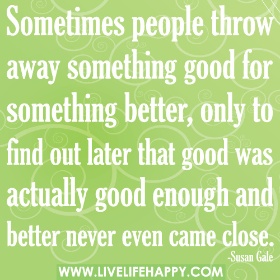 Sometimes people throw
away something good for
something better, only to
find out later that good was
actually good enough and
better never even came close.
-Susan Gale
WWW.LIVELIFEHAPPY.COM